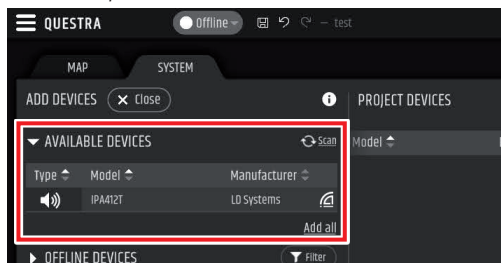 QUESTRA Offline – test
MAP SYSTEM
ADD DEVICES Close PROJECT DEVICES
AVAILABLE DEVICES Scan Model
Type Model Manufacturer
IPA412T LD Systems
Add all
OFFLINE DEVICES Filter